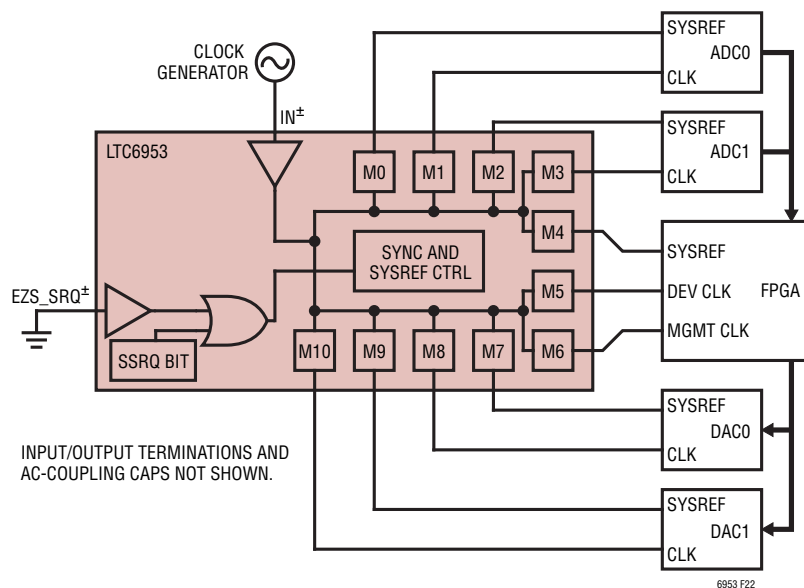 CLOCK
GENERATOR
IN±
LTC6953
M0
M1
M2
M3
M4
SYNC AND
SYSREF CTRL
EZS_SRQ±
SSRQ BIT
M5
M6
M10
M9
M8
M7
INPUT/OUTPUT TERMINATIONS AND
AC-COUPLING CAPS NOT SHOWN.
SYSREF
ADC0
CLK
SYSREF
ADC1
CLK
SYSREF
DEV CLK
FPGA
MGMT CLK
SYSREF
DAC0
CLK
SYSREF
DAC1
CLK
6953 F22